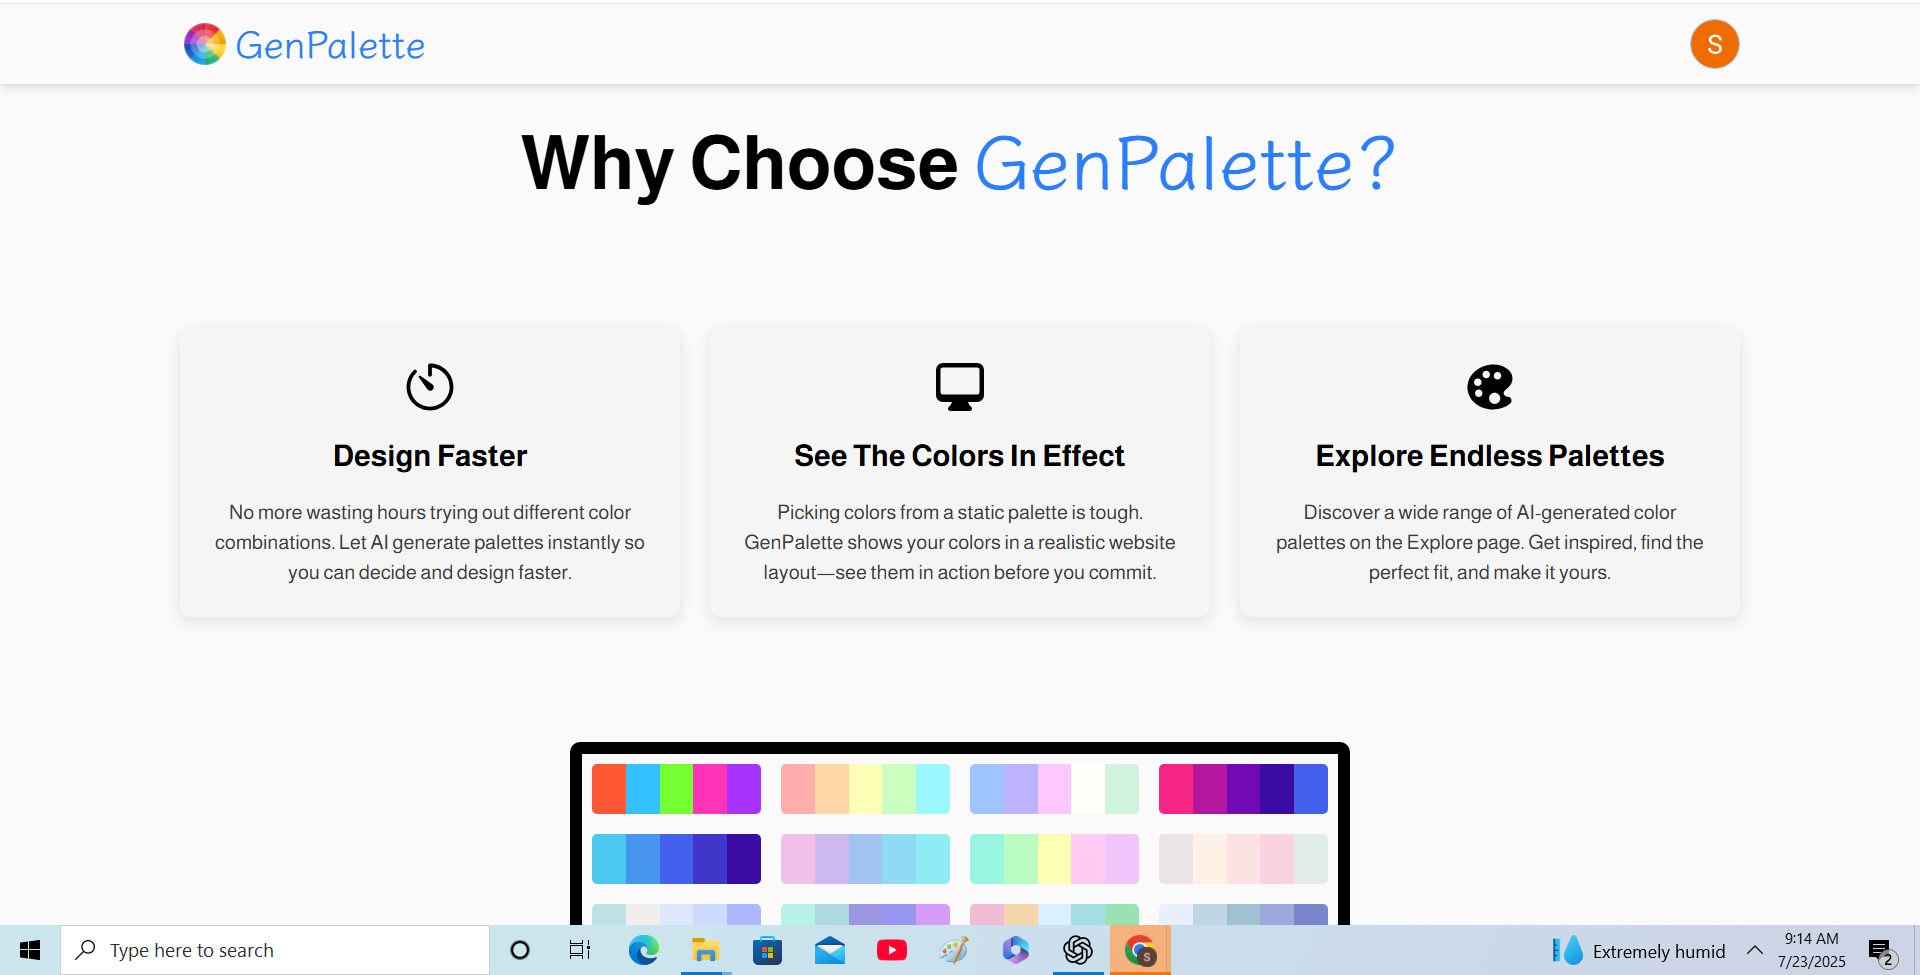 GenPalette
S
Why Choose GenPalette?
Design Faster
No more wasting hours trying out different color
combinations. Let AI generate palettes instantly so
you can decide and design faster.
See The Colors In Effect
Picking colors from a static palette is tough.
GenPalette shows your colors in a realistic website
layout—see them in action before you commit.
Explore Endless Palettes
Discover a wide range of AI-generated color
palettes on the Explore page. Get inspired, find the
perfect fit, and make it yours.
Type here to search
S
Extremely humid
9:14 AM
7/23/2025
2